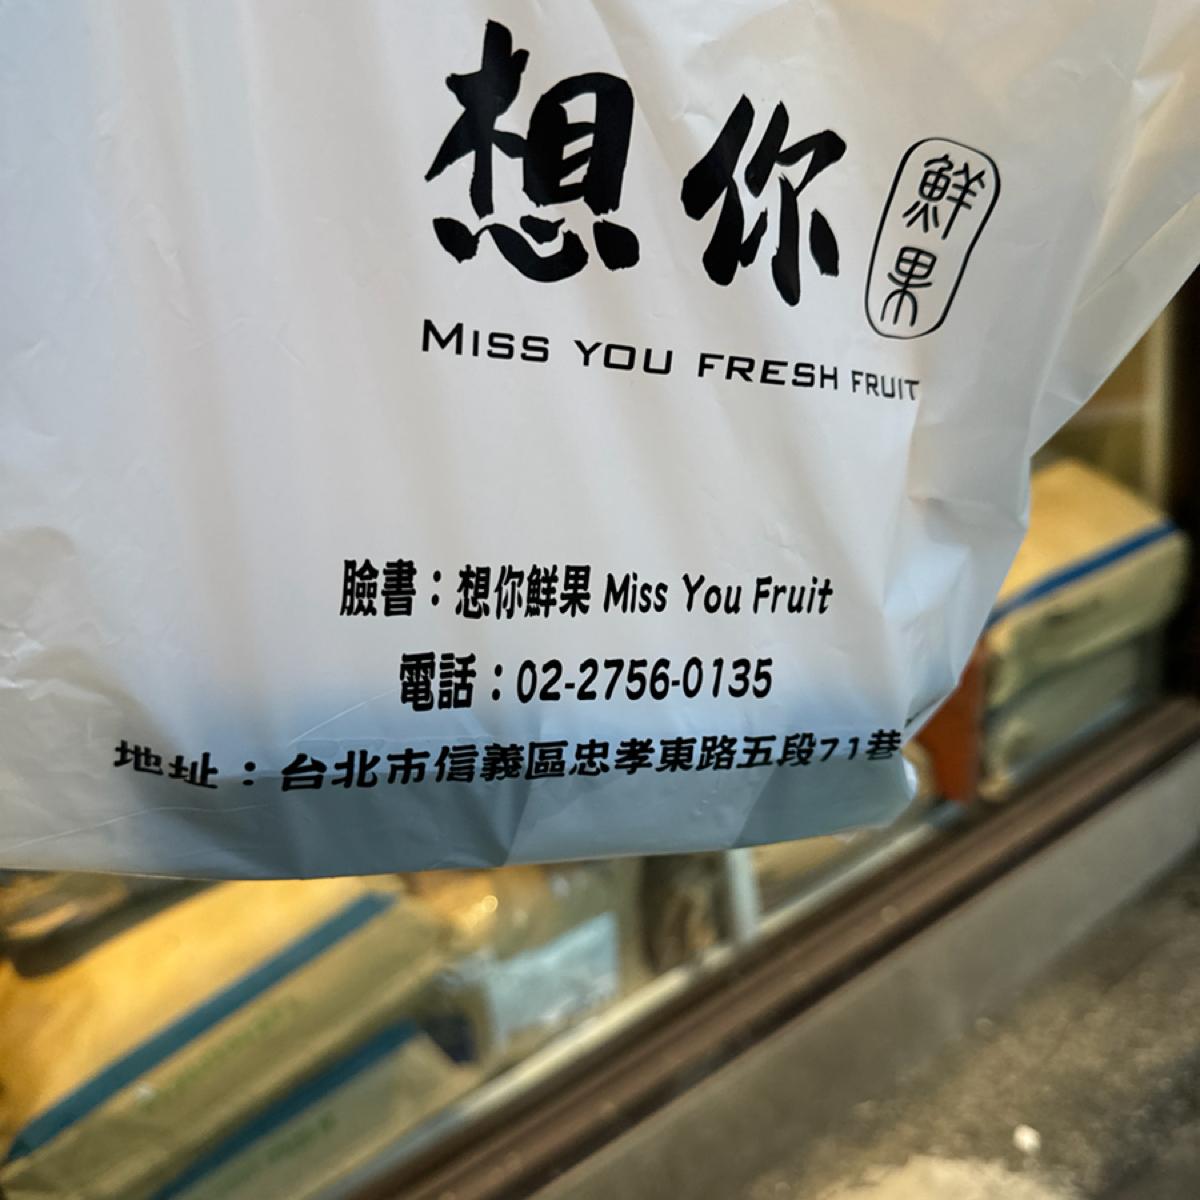 想你 鮮果
MISS YOU FRESH FRUIT
臉書：想你鮮果 Miss You Fruit
電話：02-2756-0135
地址：台北市信義區忠孝東路五段71巷